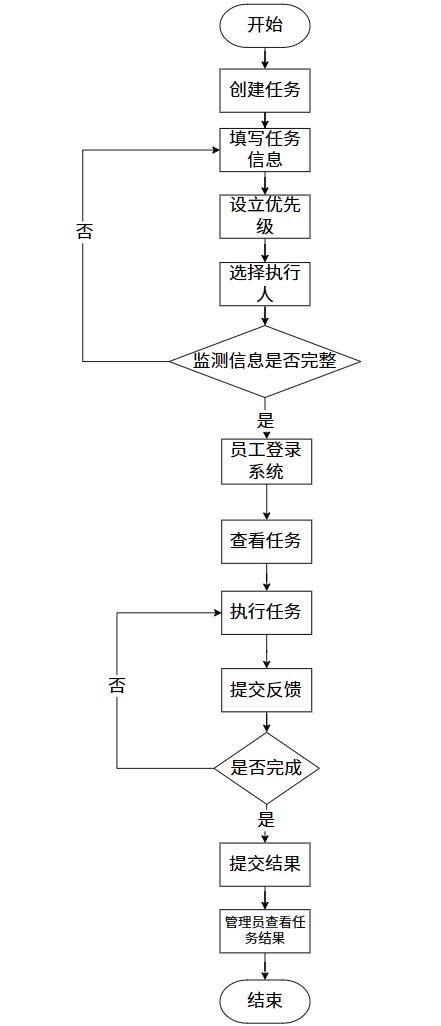 开始
创建任务
填写任务
信息
设立优先
级
选择执行
人
否
监测信息是否完整
是
员工登录
系统
查看任务
执行任务
否
提交反馈
是否完成
是
提交结果
管理员查看任
务结果
结束